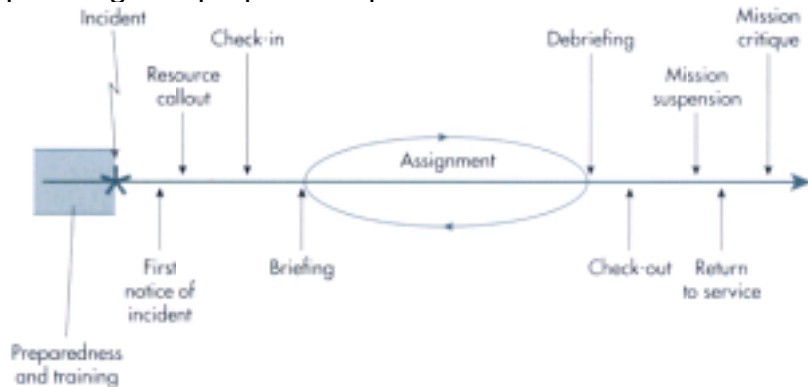 Incident
Check-in
Resource
callout
Debriefing
Mission
suspension
Mission
critique
Assignment
First
notice of
incident
Briefing
Check-out
Return
to service
Preparedness
and training